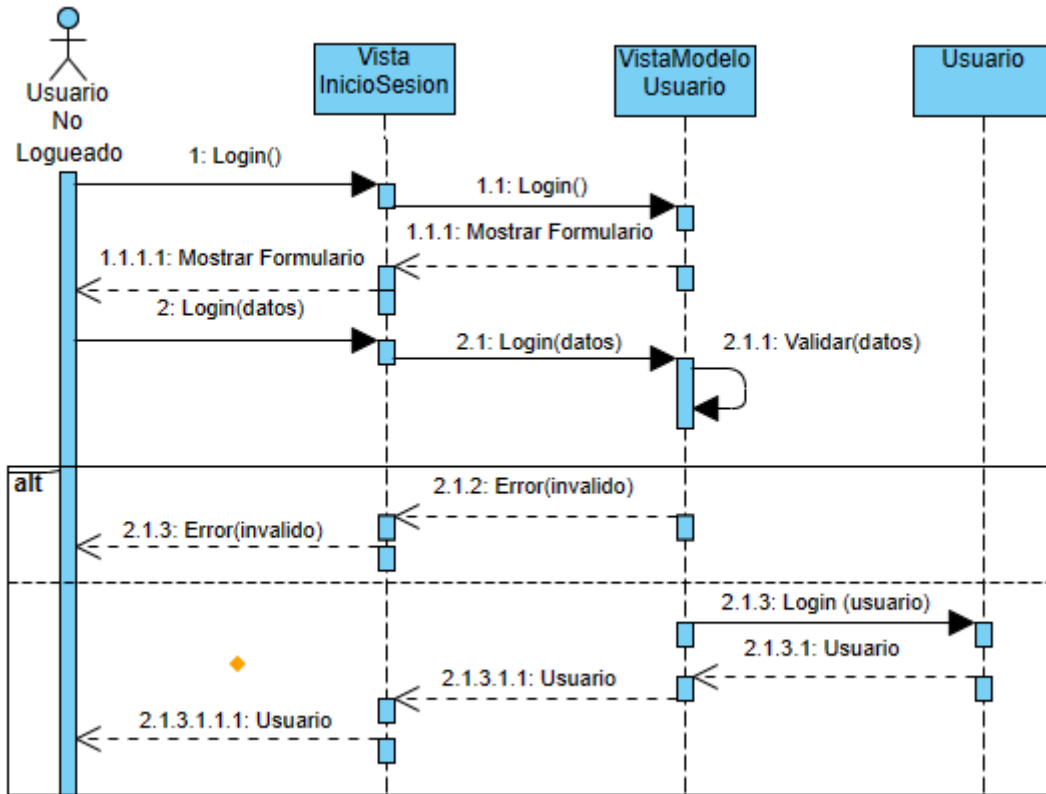 Usuario
No
Logueado
Vista
InicioSesion
VistaModelo
Usuario
Usuario
1: Login()
1.1: Login()
1.1.1: Mostrar Formulario
1.1.1.1: Mostrar Formulario
2: Login(datos)
2.1: Login(datos)
2.1.1: Validar(datos)
alt
2.1.2: Error(invalido)
2.1.3: Error(invalido)
2.1.3: Login (usuario)
2.1.3.1: Usuario
2.1.3.1.1: Usuario
2.1.3.1.1.1: Usuario